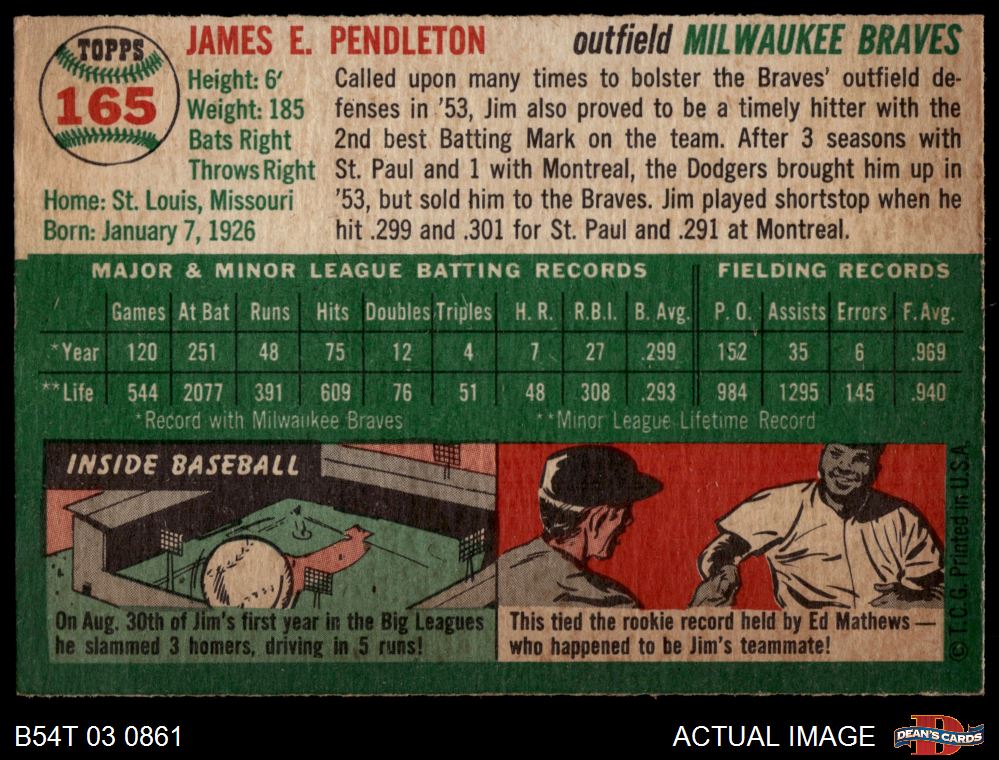 TOPPS
165
JAMES E. PENDLETON
outfield MILWAUKEE BRAVES
Height: 6'
Weight: 185
Bats Right
Throws Right
Home: St. Louis, Missouri
Born: January 7, 1926
Called upon many times to bolster the Braves' outfield de-
fenses in '53, Jim also proved to be a timely hitter with the
2nd best Batting Mark on the team. After 3 seasons with
St. Paul and 1 with Montreal, the Dodgers brought him up in
'53, but sold him to the Braves. Jim played shortstop when he
hit .299 and .301 for St. Paul and .291 at Montreal.
MAJOR & MINOR LEAGUE BATTING RECORDS FIELDING RECORDS
Games At Bat Runs Hits Doubles Triples H. R. R.B.I. B. Avg. P. O. Assists Errors F. Avg.
*Year 120 251 48 75 12 4 7 27 .299 152 35 6 .969
**Life 544 2077 391 609 76 51 48 308 .293 984 1295 145 .940
*Record with Milwaukee Braves **Minor League Lifetime Record
INSIDE BASEBALL
On Aug. 30th of Jim's first year in the Big Leagues
he slammed 3 homers, driving in 5 runs!
This tied the rookie record held by Ed Mathews —
who happened to be Jim's teammate!
© T.C.G. Printed in U.S.A.
B54T 03 0861
ACTUAL IMAGE
D
DEAN'S CARDS